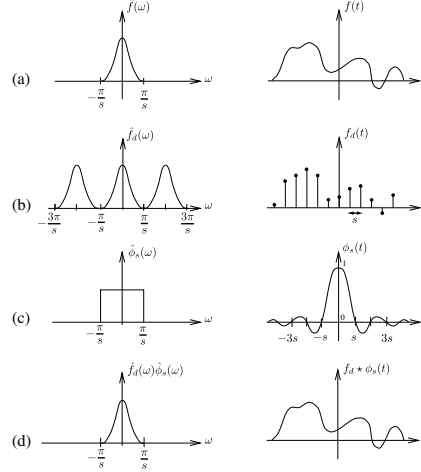 f̂(ω) f(t)
(a) −π/s π/s ω
f̂_d(ω) f_d(t)
(b) −3π/s −π/s π/s 3π/s ω s
φ̂_s(ω) φ_s(t)
1
(c) −π/s π/s ω −3s −s 0 s 3s
f̂_d(ω)φ̂_s(ω) f_d ⋆ φ_s(t)
(d) −π/s π/s ω